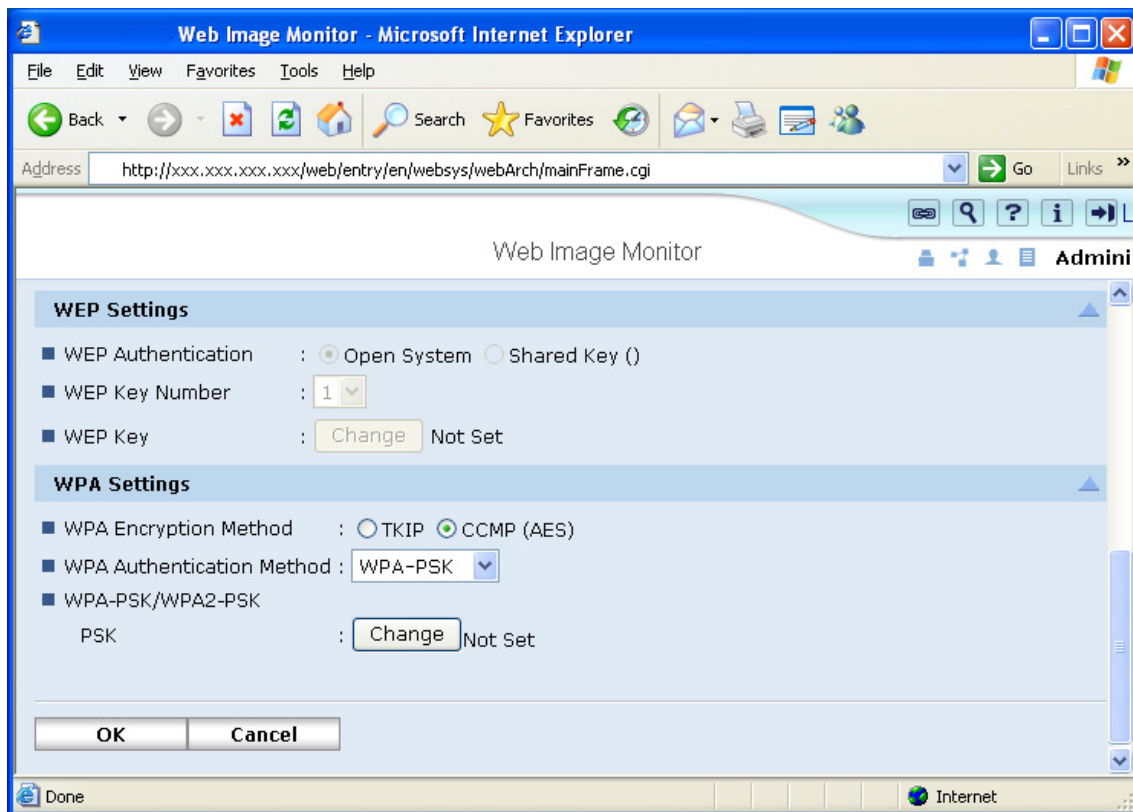 Web Image Monitor - Microsoft Internet Explorer
File Edit View Favorites Tools Help
Back Search Favorites
Address http://xxx.xxx.xxx.xxx/web/entry/en/websys/webArch/mainFrame.cgi Go Links »
? i L
Web Image Monitor Admini
WEP Settings
WEP Authentication : Open System Shared Key ()
WEP Key Number : 1
WEP Key : Change Not Set
WPA Settings
WPA Encryption Method : TKIP CCMP (AES)
WPA Authentication Method : WPA-PSK
WPA-PSK/WPA2-PSK
PSK : Change Not Set
OK Cancel
Done Internet